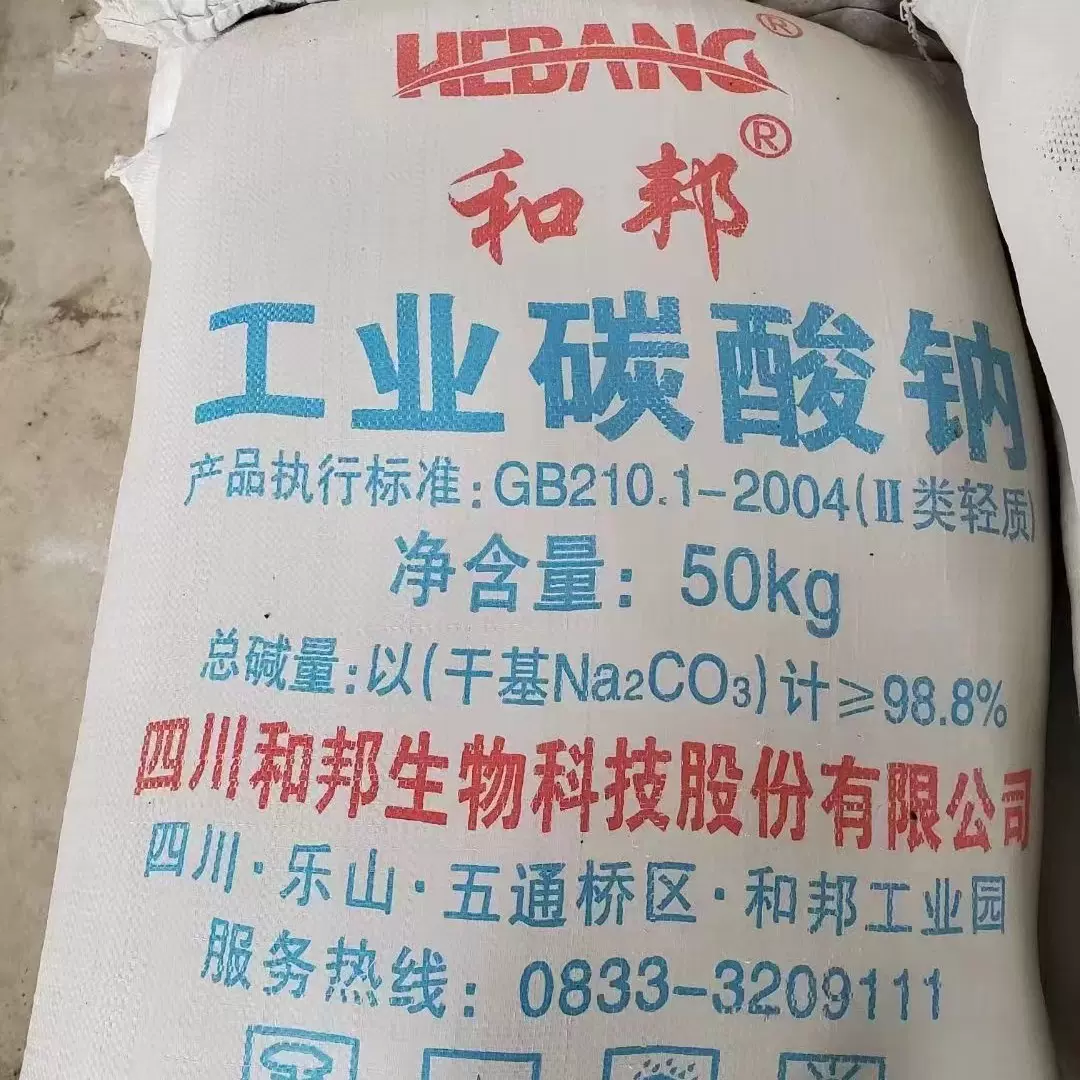 HEBANG®
和邦®
工业碳酸钠
产品执行标准:GB210.1-2004(Ⅱ类轻质)
净含量:50kg
总碱量:以(干基Na₂CO₃)计≥98.8%
四川和邦生物科技股份有限公司
四川·乐山·五通桥区·和邦工业园
服务热线:0833-3209111